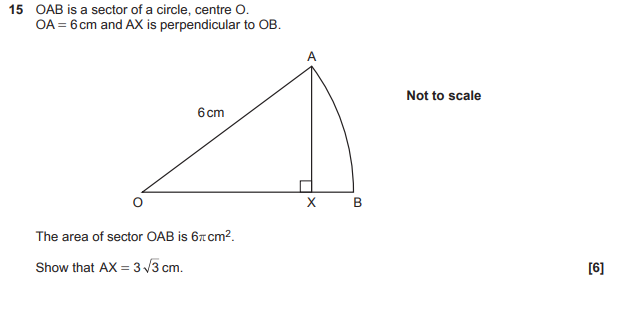 15 OAB is a sector of a circle, centre O.
OA = 6 cm and AX is perpendicular to OB.
A
Not to scale
6 cm
O
X
B
The area of sector OAB is 6π cm².
Show that AX = 3√3 cm.
[6]